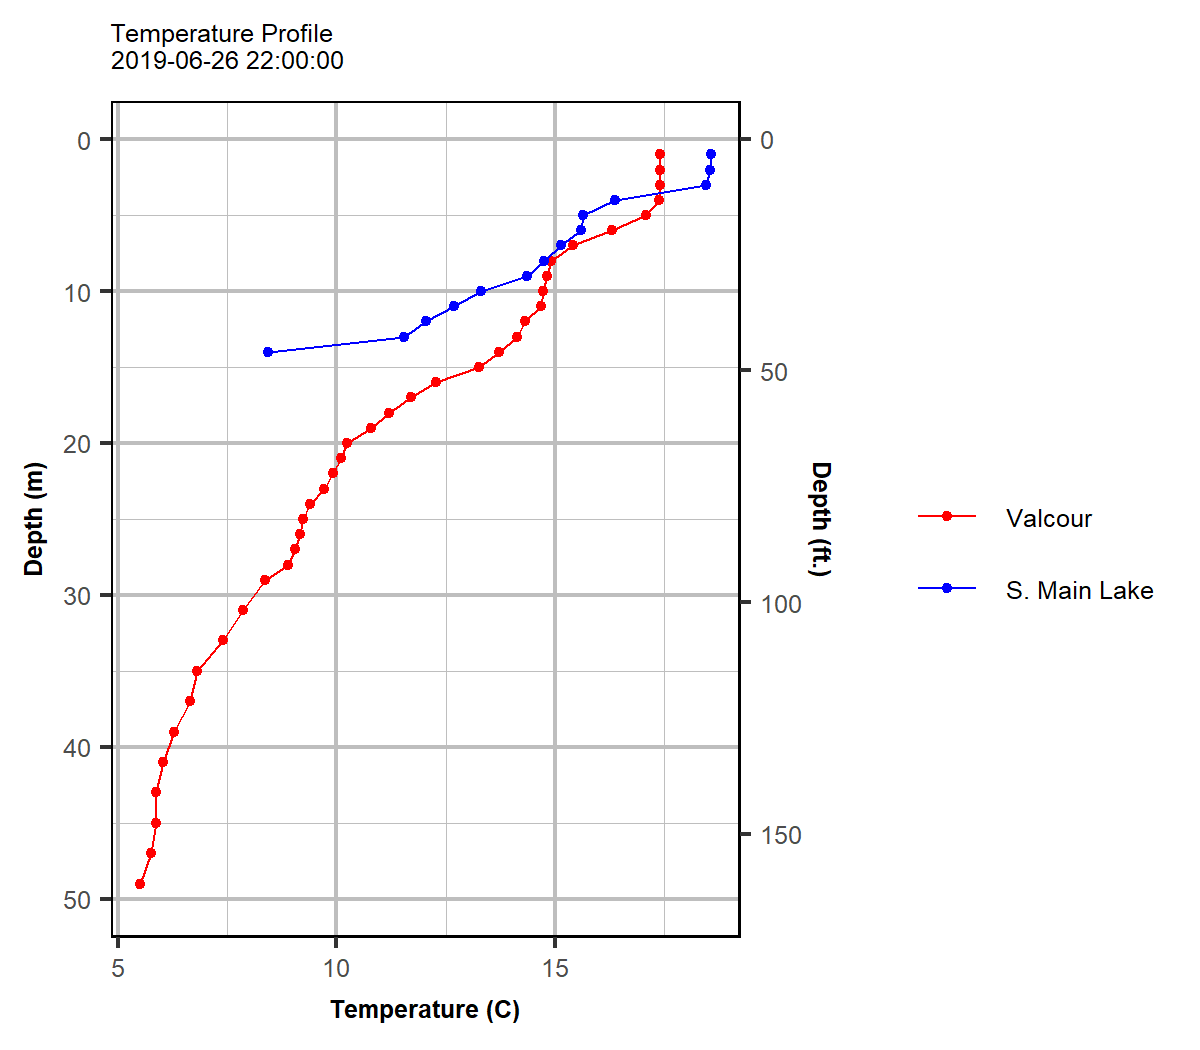 Temperature Profile
2019-06-26 22:00:00
0
10
20
30
40
50
Depth (m)
0
50
100
150
Depth (ft.)
5
10
15
Temperature (C)
Valcour
S. Main Lake